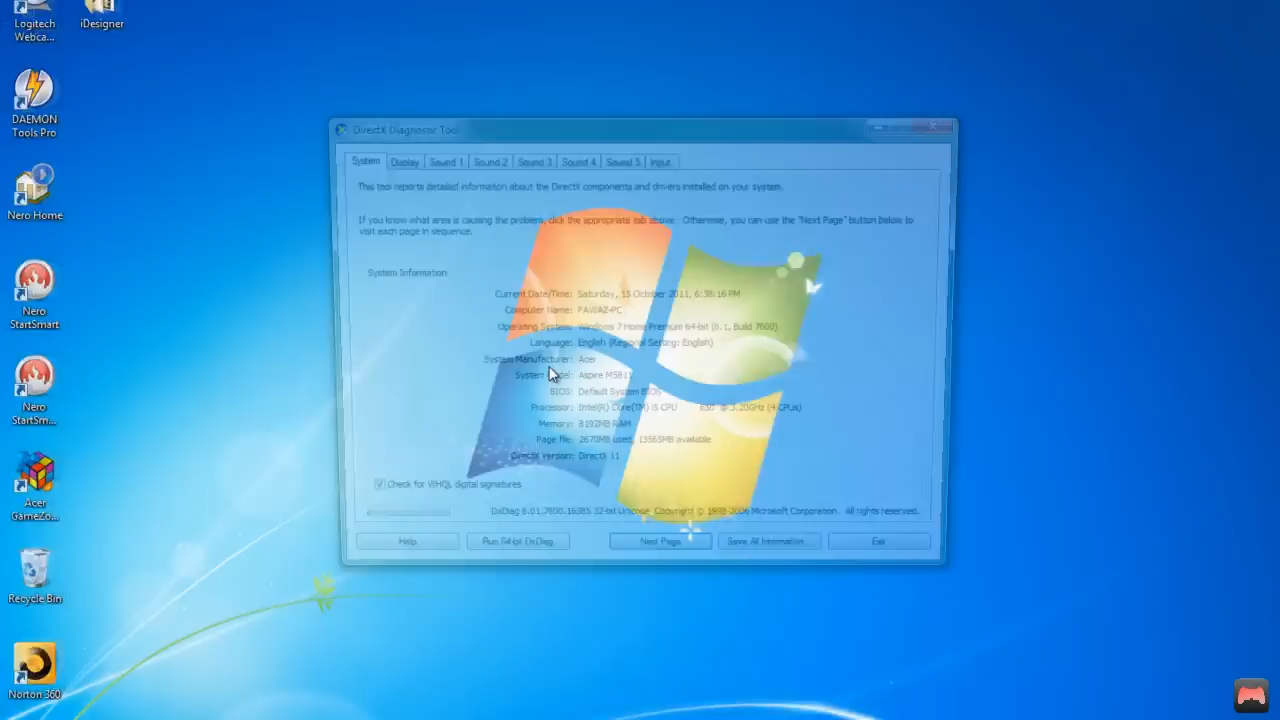 Logitech
Webca...
iDesigner
DAEMON
Tools Pro
Nero Home
Nero
StartSmart
Nero
StartSm...
Acer
GameZo...
Recycle Bin
Norton 360
DirectX Diagnostic Tool
System Display Sound 1 Sound 2 Sound 3 Sound 4 Sound 5 Input
This tool reports detailed information about the DirectX components and drivers installed on your system.
If you know what area is causing the problem, click the appropriate tab above. Otherwise, you can use the "Next Page" button below to
visit each page in sequence.
System Information
Current Date/Time: Saturday, 15 October 2011, 6:38:16 PM
Computer Name: FAWAZ-PC
Operating System: Windows 7 Home Premium 64-bit (6.1, Build 7600)
Language: English (Regional Setting: English)
System Manufacturer: Acer
System Model: Aspire M5811
BIOS: Default System BIOS
Processor: Intel(R) Core(TM) i5 CPU 650 @ 3.20GHz (4 CPUs)
Memory: 8192MB RAM
Page file: 2670MB used, 13565MB available
DirectX Version: DirectX 11
Check for WHQL digital signatures
DxDiag 6.01.7600.16385 32-bit Unicode Copyright © 1998-2006 Microsoft Corporation. All rights reserved.
Help Run 64-bit DxDiag Next Page Save All Information... Exit